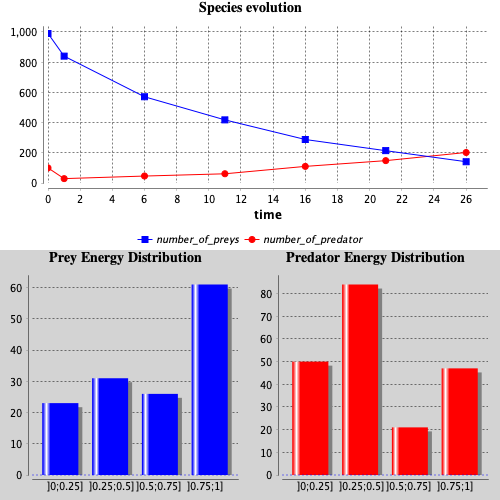 Species evolution
1,000
800
600
400
200
0
0 2 4 6 8 10 12 14 16 18 20 22 24 26
time
number_of_preys number_of_predator
Prey Energy Distribution
60
50
40
30
20
10
0
]0;0.25] ]0.25;0.5] ]0.5;0.75] ]0.75;1]
Predator Energy Distribution
80
70
60
50
40
30
20
10
0
]0;0.25] ]0.25;0.5] ]0.5;0.75] ]0.75;1]